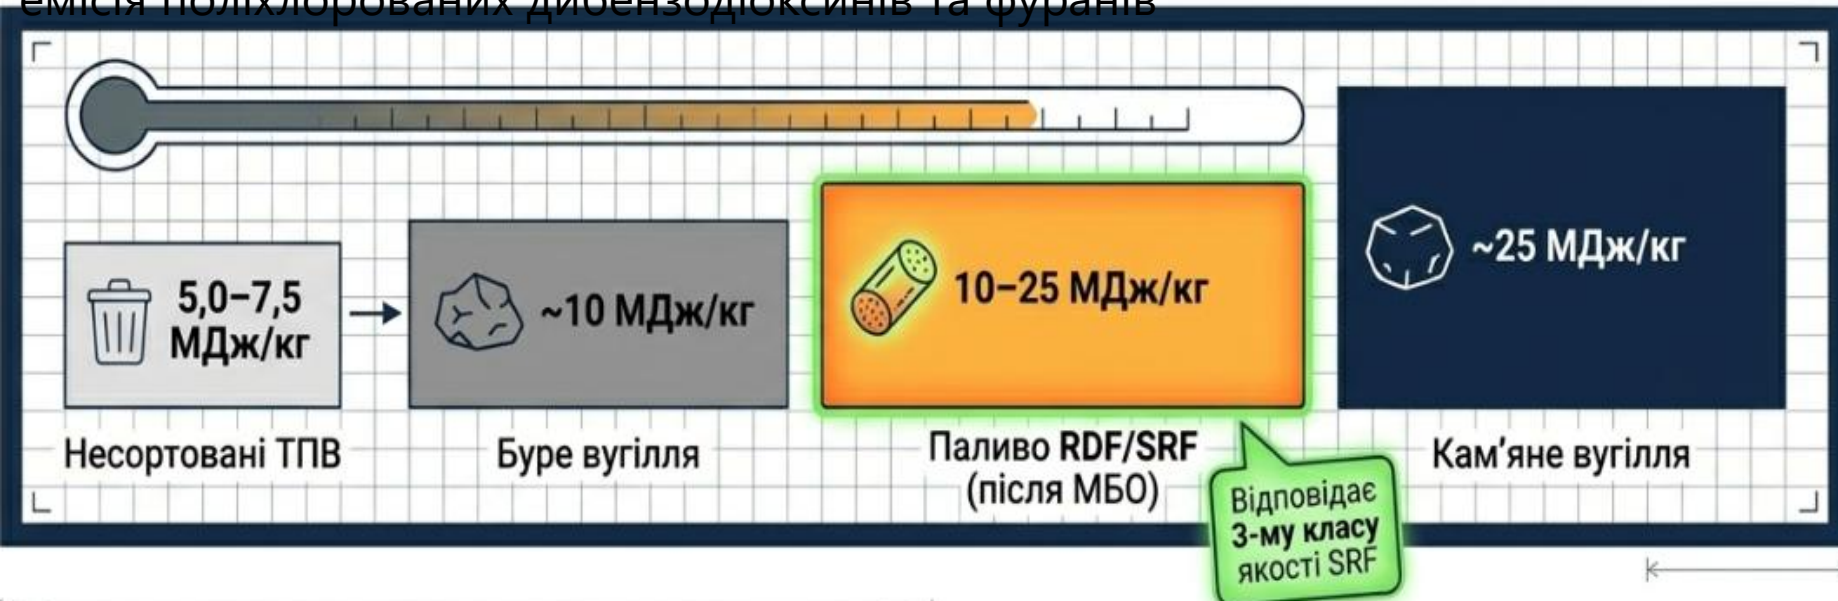 емісія поліхлорованих дибензодіоксинів та фуранів
5,0–7,5
МДж/кг
~10 МДж/кг
10–25 МДж/кг
~25 МДж/кг
Несортовані ТПВ
Буре вугілля
Паливо RDF/SRF
(після МБО)
Кам'яне вугілля
Відповідає
3-му класу
якості SRF